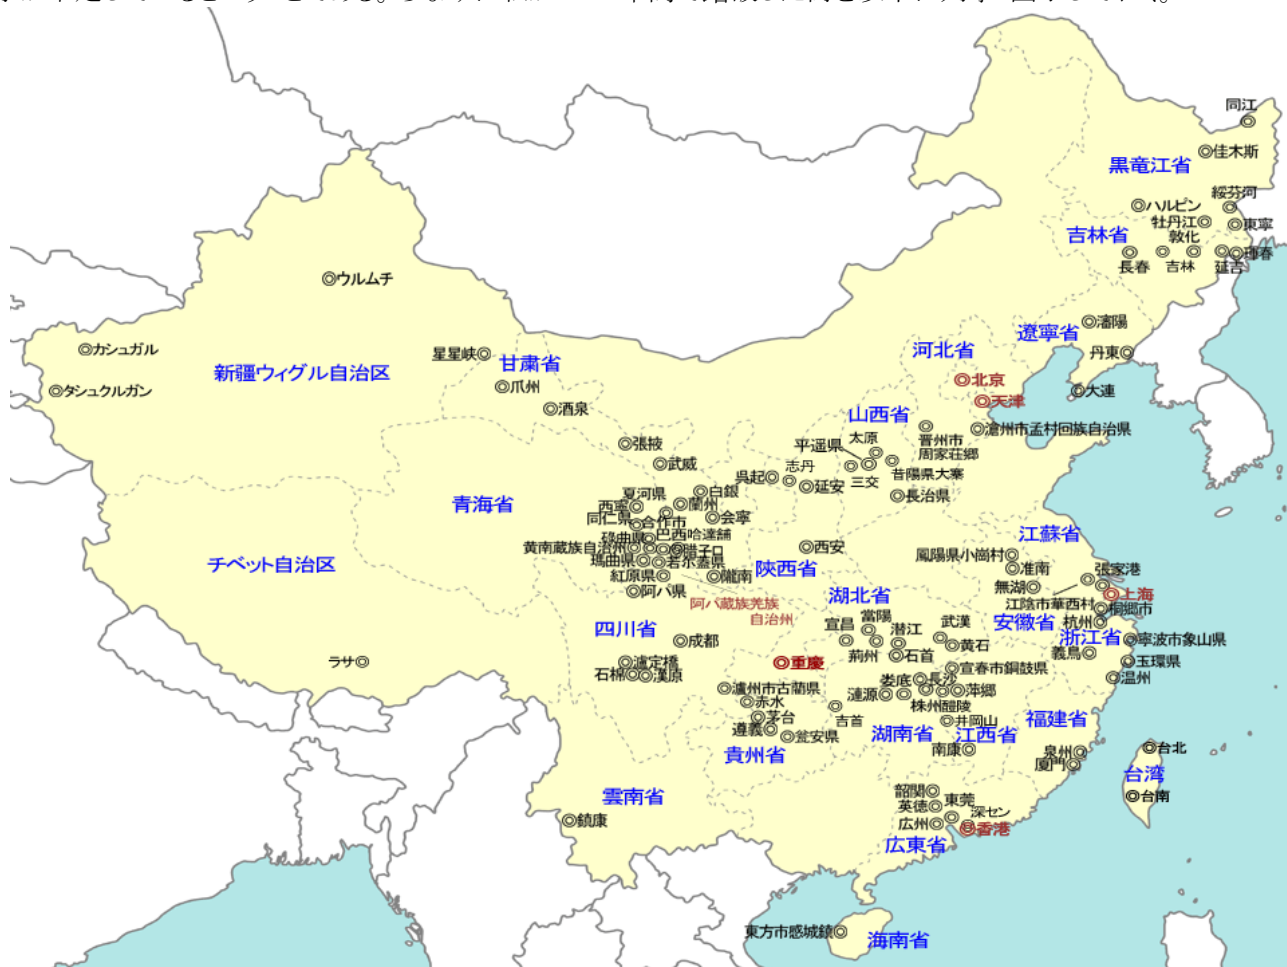 同江
佳木斯
黒竜江省
綏芬河
ハルビン
牡丹江
東寧
吉林省
敦化
長春
吉林
延吉
琿春
ウルムチ
瀋陽
遼寧省
カシュガル
星星峡
甘粛省
河北省
丹東
新疆ウィグル自治区
北京
タシュクルガン
爪州
大連
天津
酒泉
山西省
滄州市孟村回族自治県
張掖
平遥県
太原
晋州市
周家荘郷
武威
呉起
志丹
三交
昔陽県大寨
延安
長治県
白銀
夏河県
西寧
蘭州
青海省
同仁県
合作市
会寧
碌曲県
巴西哈達舗
江蘇省
黄南蔵族自治州
腊子口
西安
鳳陽県小崗村
瑪曲県
若尔蓋県
チベット自治区
陝西省
准南
張家港
紅原県
隴南
無湖
阿バ県
湖北省
上海
阿バ蔵族羌族
自治州
江陰市華西村
桐郷市
四川省
宣昌
當陽
潜江
武漢
安徽省
杭州
浙江省
成都
荊州
黄石
寧波市象山県
ラサ
瀘定橋
重慶
石首
義烏
玉環県
石棉
漢原
宣春市銅鼓県
温州
婁底
長沙
瀘州市古藺県
漣源
萍郷
赤水
株州醴陵
茅台
吉首
井岡山
福建省
遵義
瓮安県
湖南省
江西省
貴州省
南康
泉州
台北
厦門
台湾
雲南省
韶関
台南
英徳
東莞
鎮康
広州
深セン
香港
広東省
東方市感城鎮
海南省